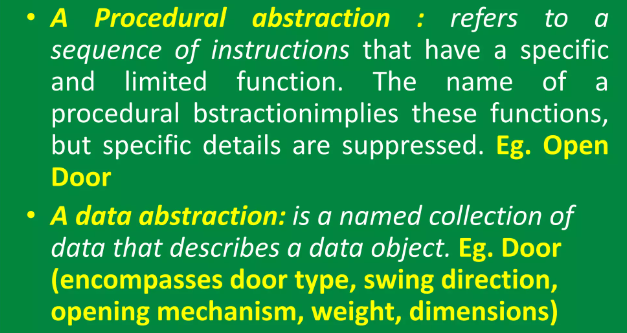 • A Procedural abstraction : refers to a
sequence of instructions that have a specific
and limited function. The name of a
procedural bstractionimplies these functions,
but specific details are suppressed. Eg. Open
Door
• A data abstraction: is a named collection of
data that describes a data object. Eg. Door
(encompasses door type, swing direction,
opening mechanism, weight, dimensions)